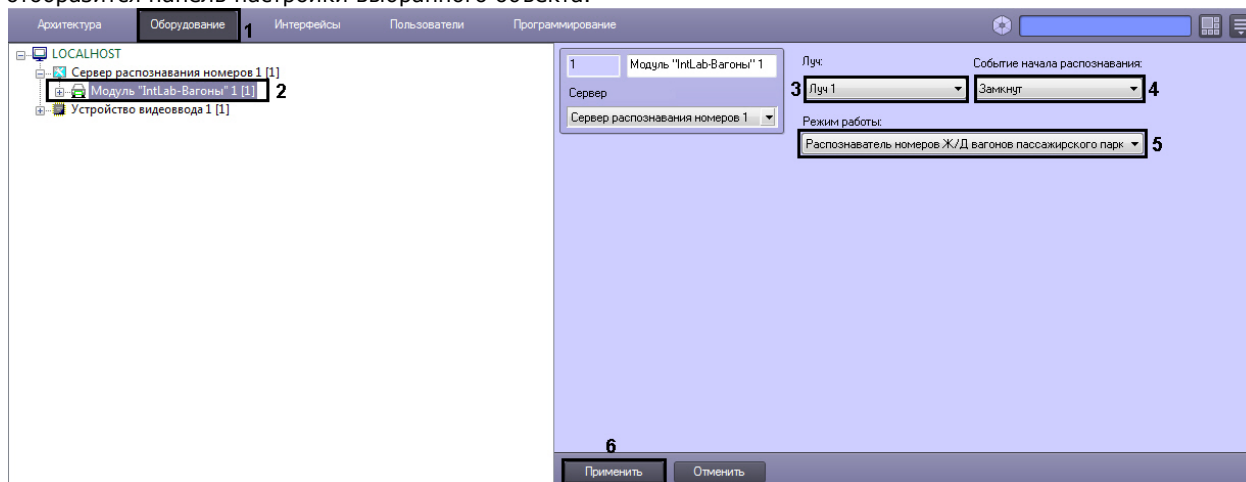 отобразится панель настройки выбранного объекта.
Архитектура Оборудование 1 Интерфейсы Пользователи Программирование
LOCALHOST
Сервер распознавания номеров 1 [1]
Модуль "IntLab-Вагоны" 1 [1] 2
Устройство видеоввода 1 [1]
1 Модуль "IntLab-Вагоны" 1
Сервер
Сервер распознавания номеров 1
Луч: Событие начала распознавания:
3 Луч 1 Замкнут 4
Режим работы:
Распознаватель номеров Ж/Д вагонов пассажирского парк 5
6
Применить Отменить